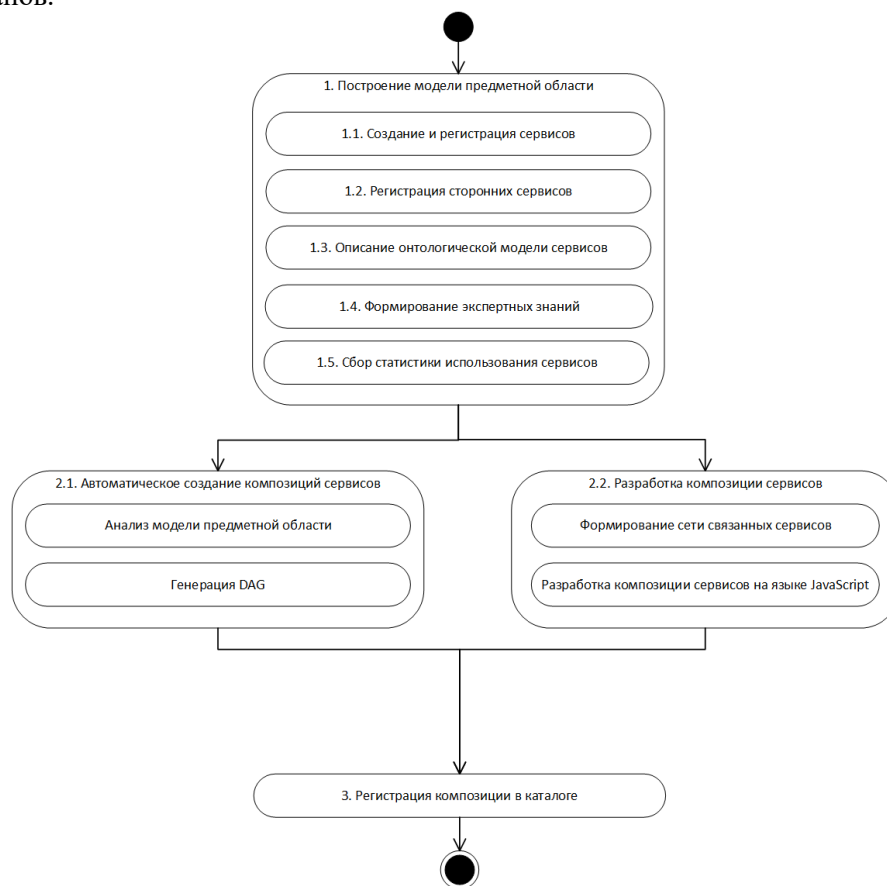 1. Построение модели предметной области
1.1. Создание и регистрация сервисов
1.2. Регистрация сторонних сервисов
1.3. Описание онтологической модели сервисов
1.4. Формирование экспертных знаний
1.5. Сбор статистики использования сервисов
2.1. Автоматическое создание композиций сервисов
Анализ модели предметной области
Генерация DAG
2.2. Разработка композиции сервисов
Формирование сети связанных сервисов
Разработка композиции сервисов на языке JavaScript
3. Регистрация композиции в каталоге